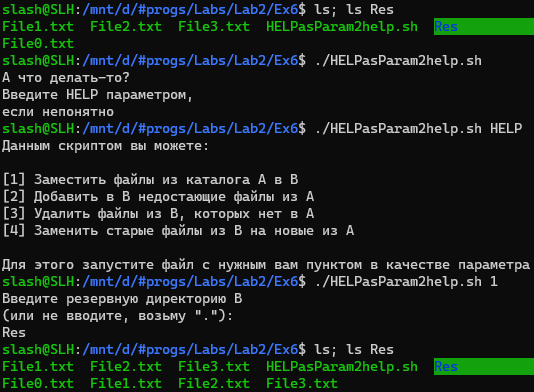 slash@SLH:/mnt/d/#progs/Labs/Lab2/Ex6$ ls; ls Res
File1.txt File2.txt File3.txt HELPasParam2help.sh Res
File0.txt
slash@SLH:/mnt/d/#progs/Labs/Lab2/Ex6$ ./HELPasParam2help.sh
А что делать-то?
Введите HELP параметром,
если непонятно
slash@SLH:/mnt/d/#progs/Labs/Lab2/Ex6$ ./HELPasParam2help.sh HELP
Данным скриптом вы можете:
[1] Заместить файлы из каталога А в В
[2] Добавить в В недостающие файлы из А
[3] Удалить файлы из В, которых нет в А
[4] Заменить старые файлы из В на новые из А
Для этого запустите файл с нужным вам пунктом в качестве параметра
slash@SLH:/mnt/d/#progs/Labs/Lab2/Ex6$ ./HELPasParam2help.sh 1
Введите резервную директорию В
(или не вводите, возьму "."):
Res
slash@SLH:/mnt/d/#progs/Labs/Lab2/Ex6$ ls; ls Res
File1.txt File2.txt File3.txt HELPasParam2help.sh Res
File0.txt File1.txt File2.txt File3.txt